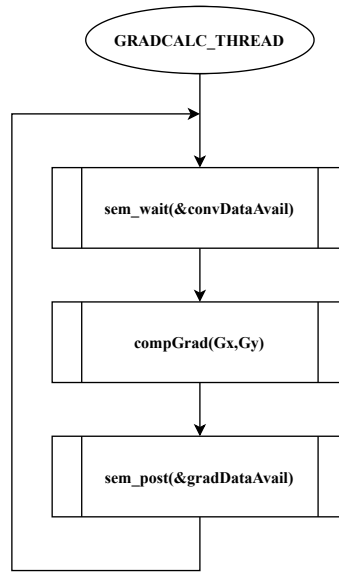 GRADCALC_THREAD
sem_wait(&convDataAvail)
compGrad(Gx,Gy)
sem_post(&gradDataAvail)